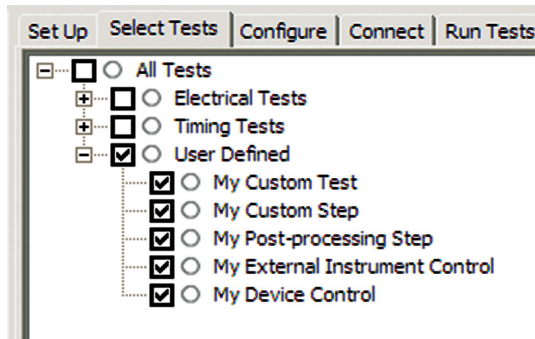 Set Up Select Tests Configure Connect Run Tests
All Tests
Electrical Tests
Timing Tests
User Defined
My Custom Test
My Custom Step
My Post-processing Step
My External Instrument Control
My Device Control